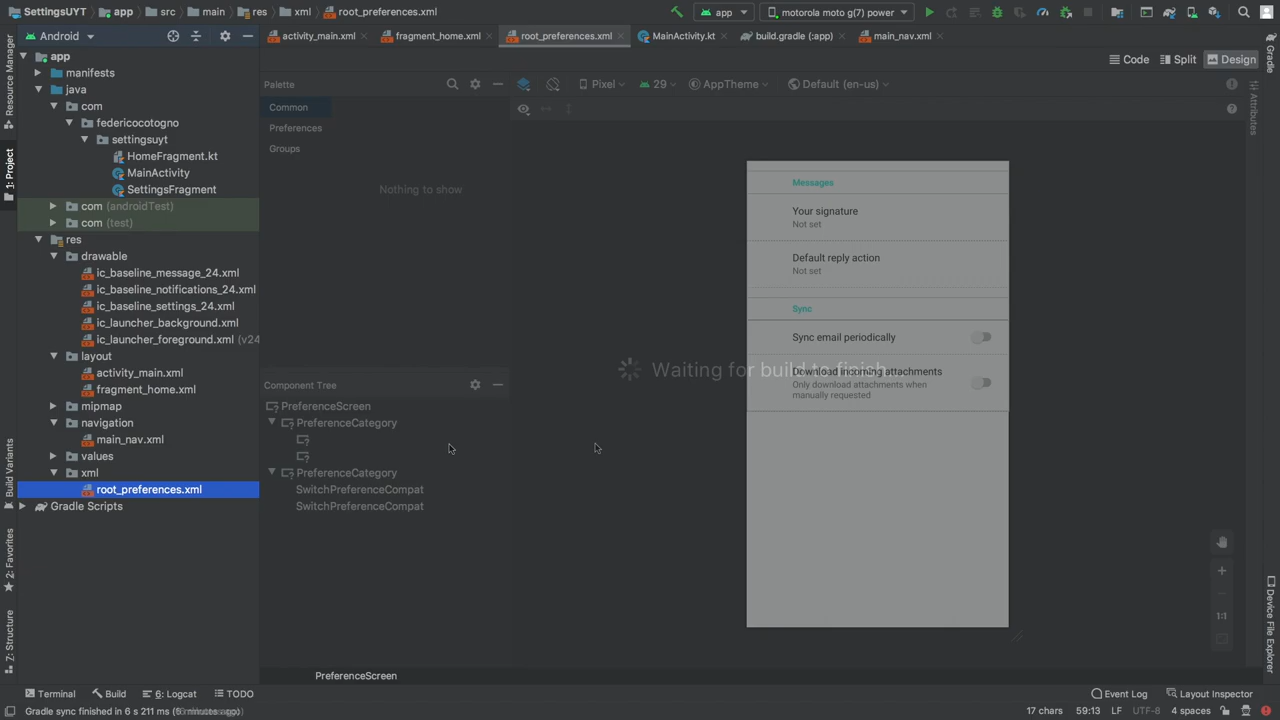 SettingsUYT
app
src
main
res
xml
root_preferences.xml
app
motorola moto g(7) power
Android
activity_main.xml
fragment_home.xml
root_preferences.xml
MainActivity.kt
build.gradle (:app)
main_nav.xml
Code
Split
Design
Resource Manager
1: Project
Build Variants
2: Favorites
Z: Structure
Gradle
Attributes
Device File Explorer
app
manifests
java
com
federicocotogno
settingsuyt
HomeFragment.kt
MainActivity
SettingsFragment
com (androidTest)
com (test)
res
drawable
ic_baseline_message_24.xml
ic_baseline_notifications_24.xml
ic_baseline_settings_24.xml
ic_launcher_background.xml
ic_launcher_foreground.xml (v24
layout
activity_main.xml
fragment_home.xml
mipmap
navigation
main_nav.xml
values
xml
root_preferences.xml
Gradle Scripts
Palette
Common
Preferences
Groups
Nothing to show
Component Tree
PreferenceScreen
PreferenceCategory
PreferenceCategory
SwitchPreferenceCompat
SwitchPreferenceCompat
Pixel
29
AppTheme
Default (en-us)
Messages
Your signature
Not set
Default reply action
Not set
Sync
Sync email periodically
Waiting for build to finish...
Download incoming attachments
Only download attachments when
manually requested
1:1
PreferenceScreen
Terminal
Build
6: Logcat
TODO
Event Log
Layout Inspector
Gradle sync finished in 6 s 211 ms
17 chars
59:13
LF
UTF-8
4 spaces